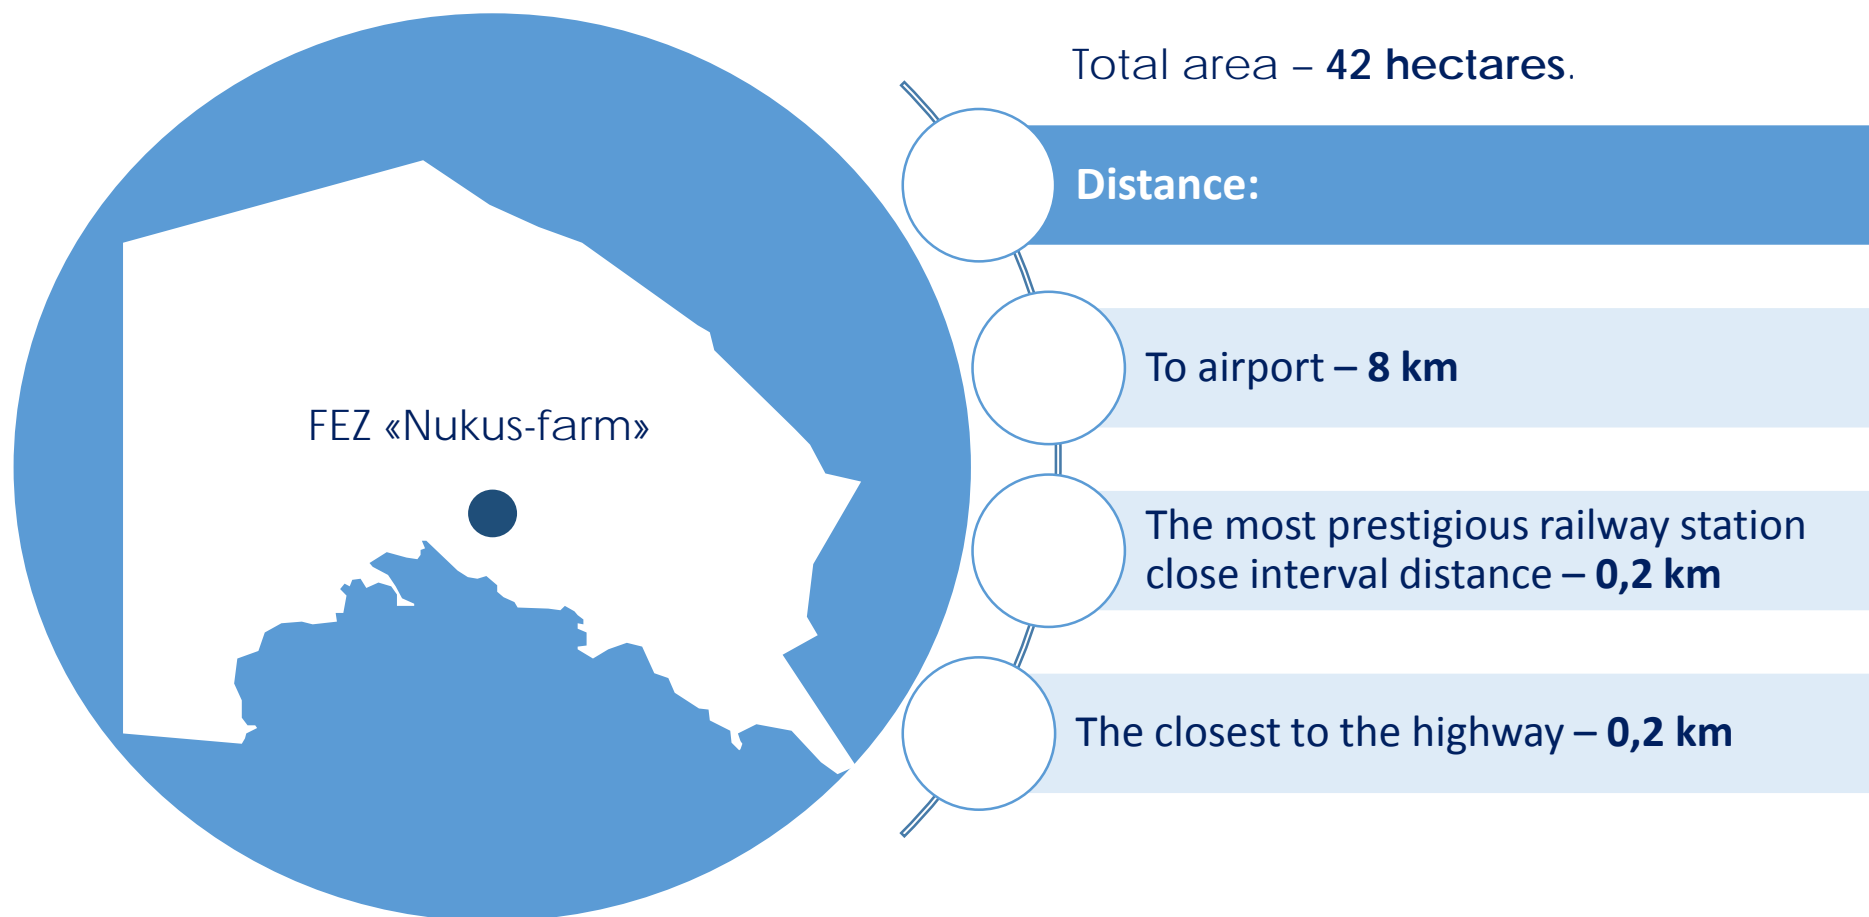 Total area – 42 hectares.
Distance:
To airport – 8 km
FEZ «Nukus-farm»
The most prestigious railway station
close interval distance – 0,2 km
The closest to the highway – 0,2 km